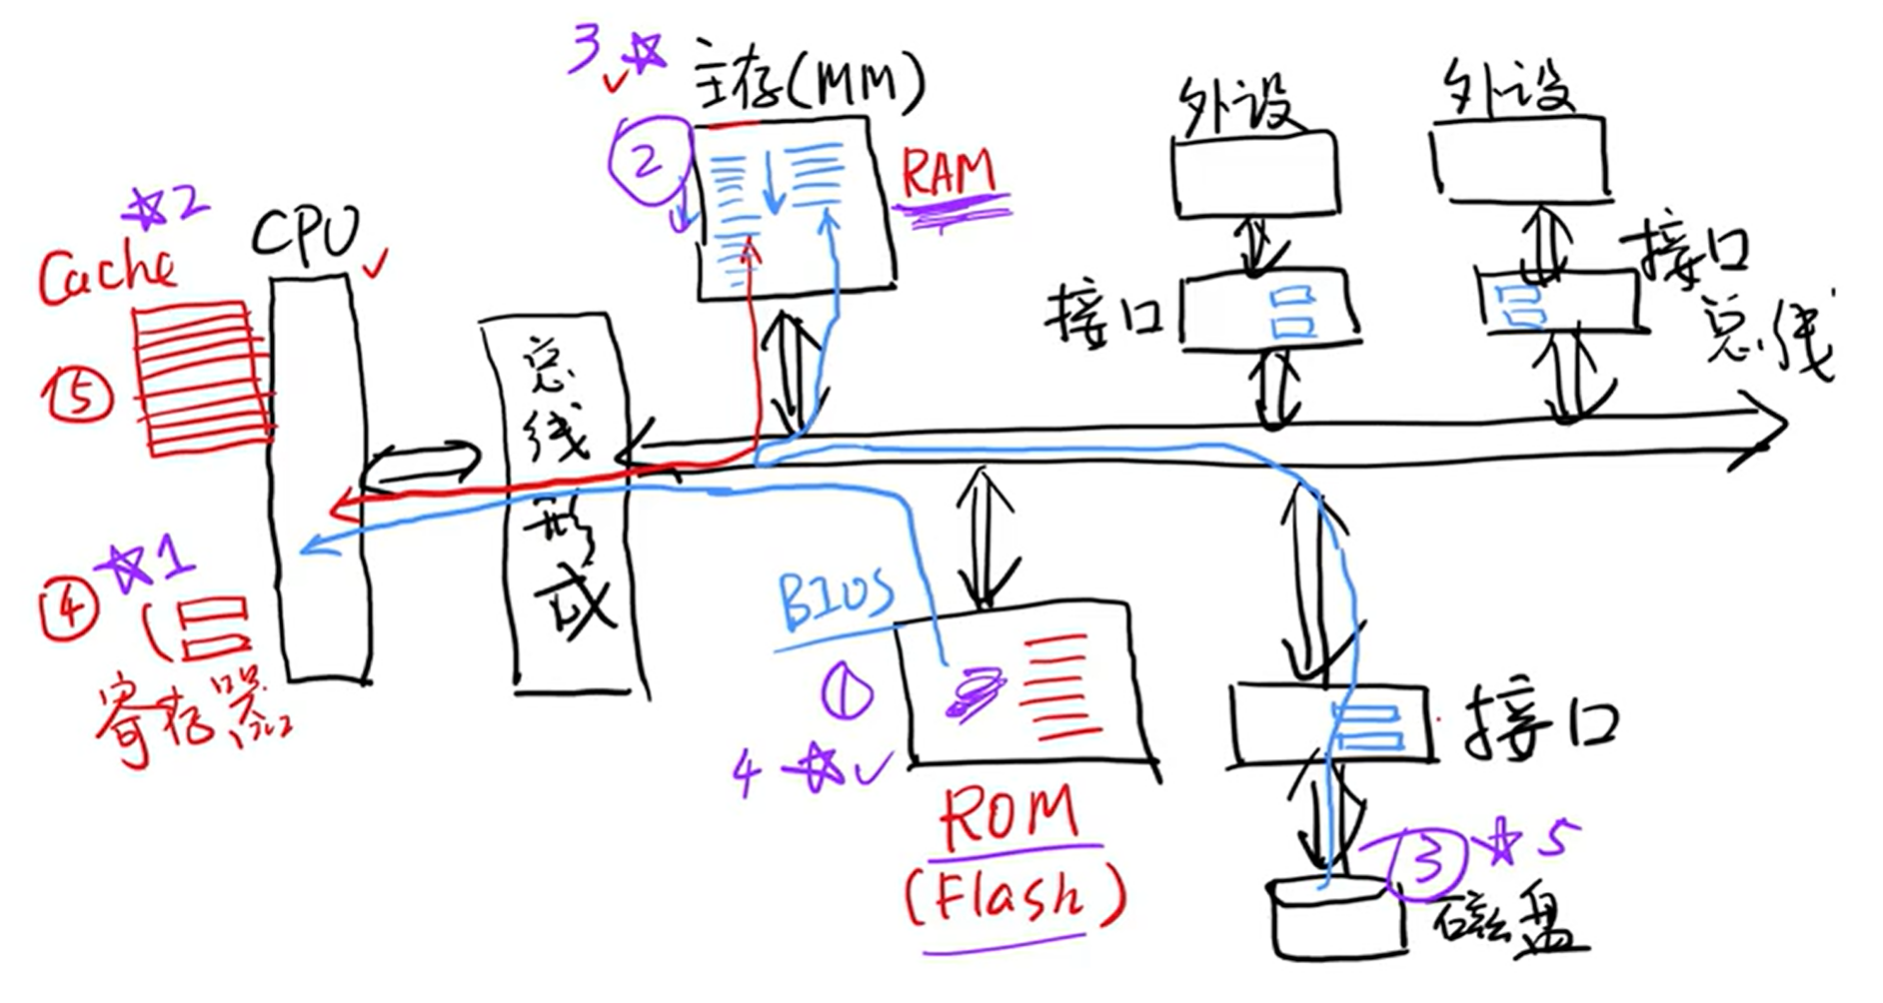 3
主存(MM)
②
RAM
外设
外设
接口
接口
总线
2
CPU
Cache
⑤
总线形成
1
④
寄存器
BIOS
①
4
ROM
(Flash)
接口
③
5
磁盘